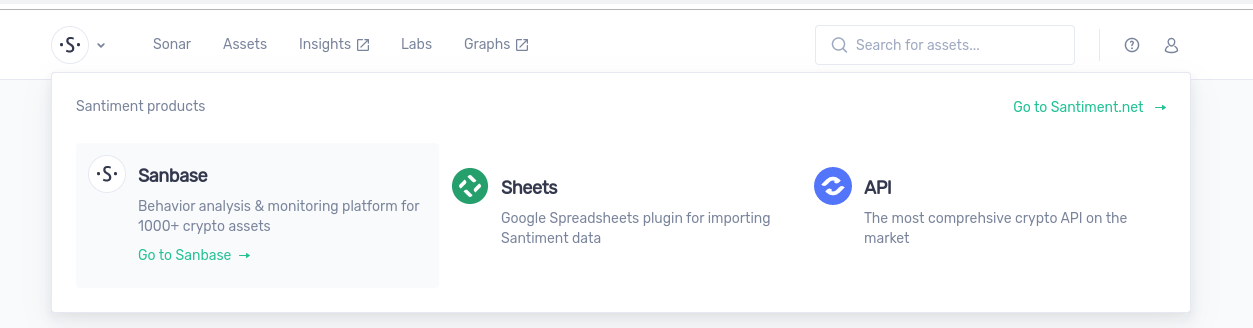 ·S· Sonar Assets Insights Labs Graphs Search for assets...
Santiment products Go to Santiment.net →
·S· Sanbase
Behavior analysis & monitoring platform for
1000+ crypto assets
Go to Sanbase →
Sheets
Google Spreadsheets plugin for importing
Santiment data
API
The most comprehsive crypto API on the
market